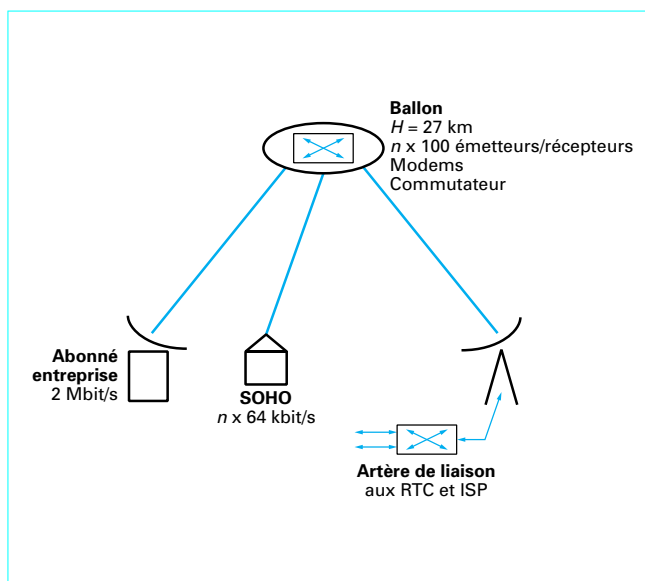 Ballon
H = 27 km
n x 100 émetteurs/récepteurs
Modems
Commutateur
Abonné
entreprise
2 Mbit/s
SOHO
n x 64 kbit/s
Artère de liaison
aux RTC et ISP